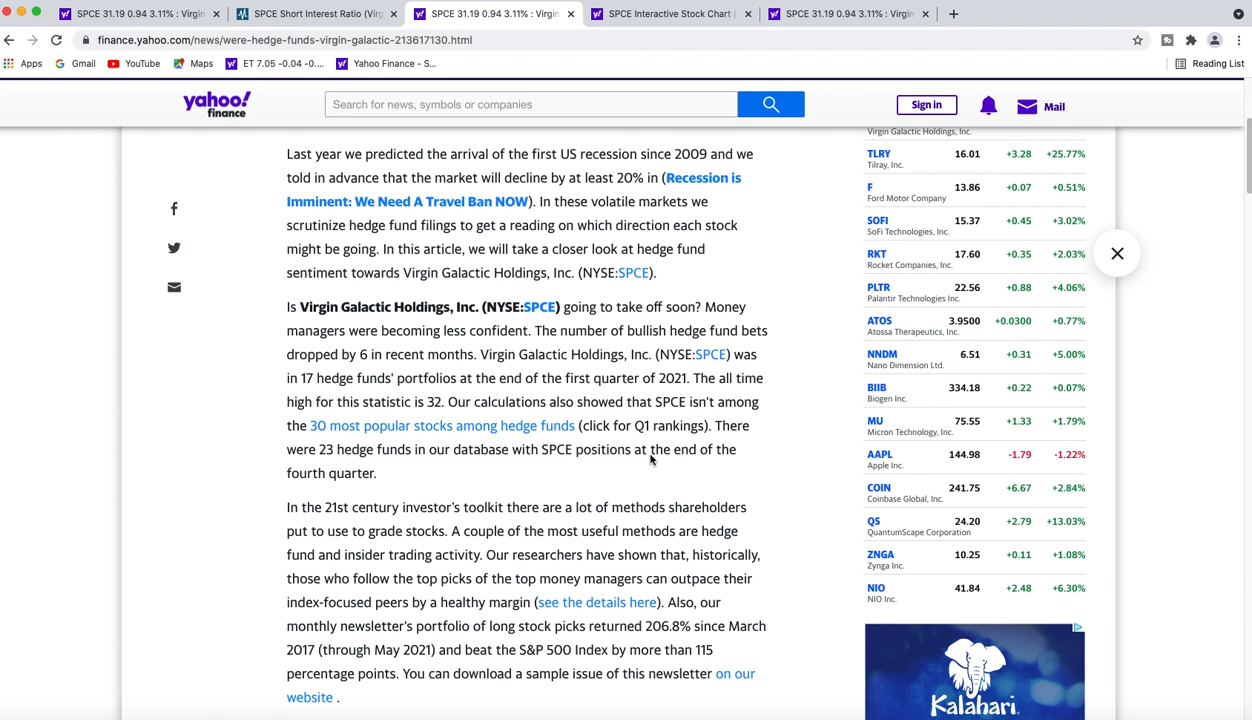 SPCE 31.19 0.94 3.11% : Virgin
SPCE Short Interest Ratio (Virg
SPCE 31.19 0.94 3.11% : Virgin
SPCE Interactive Stock Chart |
SPCE 31.19 0.94 3.11% : Virgin
finance.yahoo.com/news/were-hedge-funds-virgin-galactic-213617130.html
Apps
Gmail
YouTube
Maps
ET 7.05 -0.04 -0....
Yahoo Finance - S...
Reading List
yahoo!
finance
Search for news, symbols or companies
Sign in
Mail
Last year we predicted the arrival of the first US recession since 2009 and we
told in advance that the market will decline by at least 20% in (Recession is
Imminent: We Need A Travel Ban NOW). In these volatile markets we
scrutinize hedge fund filings to get a reading on which direction each stock
might be going. In this article, we will take a closer look at hedge fund
sentiment towards Virgin Galactic Holdings, Inc. (NYSE:SPCE).
Is Virgin Galactic Holdings, Inc. (NYSE:SPCE) going to take off soon? Money
managers were becoming less confident. The number of bullish hedge fund bets
dropped by 6 in recent months. Virgin Galactic Holdings, Inc. (NYSE:SPCE) was
in 17 hedge funds' portfolios at the end of the first quarter of 2021. The all time
high for this statistic is 32. Our calculations also showed that SPCE isn't among
the 30 most popular stocks among hedge funds (click for Q1 rankings). There
were 23 hedge funds in our database with SPCE positions at the end of the
fourth quarter.
In the 21st century investor's toolkit there are a lot of methods shareholders
put to use to grade stocks. A couple of the most useful methods are hedge
fund and insider trading activity. Our researchers have shown that, historically,
those who follow the top picks of the top money managers can outpace their
index-focused peers by a healthy margin (see the details here). Also, our
monthly newsletter's portfolio of long stock picks returned 206.8% since March
2017 (through May 2021) and beat the S&P 500 Index by more than 115
percentage points. You can download a sample issue of this newsletter on our
website .
Virgin Galactic Holdings, Inc.
TLRY 16.01 +3.28 +25.77%
Tilray, Inc.
F 13.86 +0.07 +0.51%
Ford Motor Company
SOFI 15.37 +0.45 +3.02%
SoFi Technologies, Inc.
RKT 17.60 +0.35 +2.03%
Rocket Companies, Inc.
PLTR 22.56 +0.88 +4.06%
Palantir Technologies Inc.
ATOS 3.9500 +0.0300 +0.77%
Atossa Therapeutics, Inc.
NNDM 6.51 +0.31 +5.00%
Nano Dimension Ltd.
BIIB 334.18 +0.22 +0.07%
Biogen Inc.
MU 75.55 +1.33 +1.79%
Micron Technology, Inc.
AAPL 144.98 -1.79 -1.22%
Apple Inc.
COIN 241.75 +6.67 +2.84%
Coinbase Global, Inc.
QS 24.20 +2.79 +13.03%
QuantumScape Corporation
ZNGA 10.25 +0.11 +1.08%
Zynga Inc.
NIO 41.84 +2.48 +6.30%
NIO Inc.
Kalahari